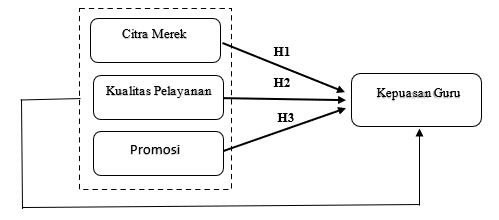 Citra Merek
H1
H2
Kualitas Pelayanan
Kepuasan Guru
H3
Promosi